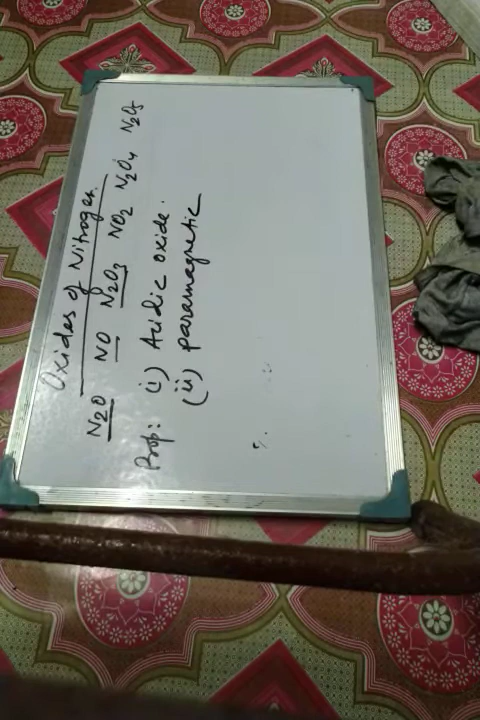 Oxides of Nitrogen
N2O NO N2O3 NO2 N2O4 N2O5
Prop: (i) Acidic oxide.
(ii) paramagnetic